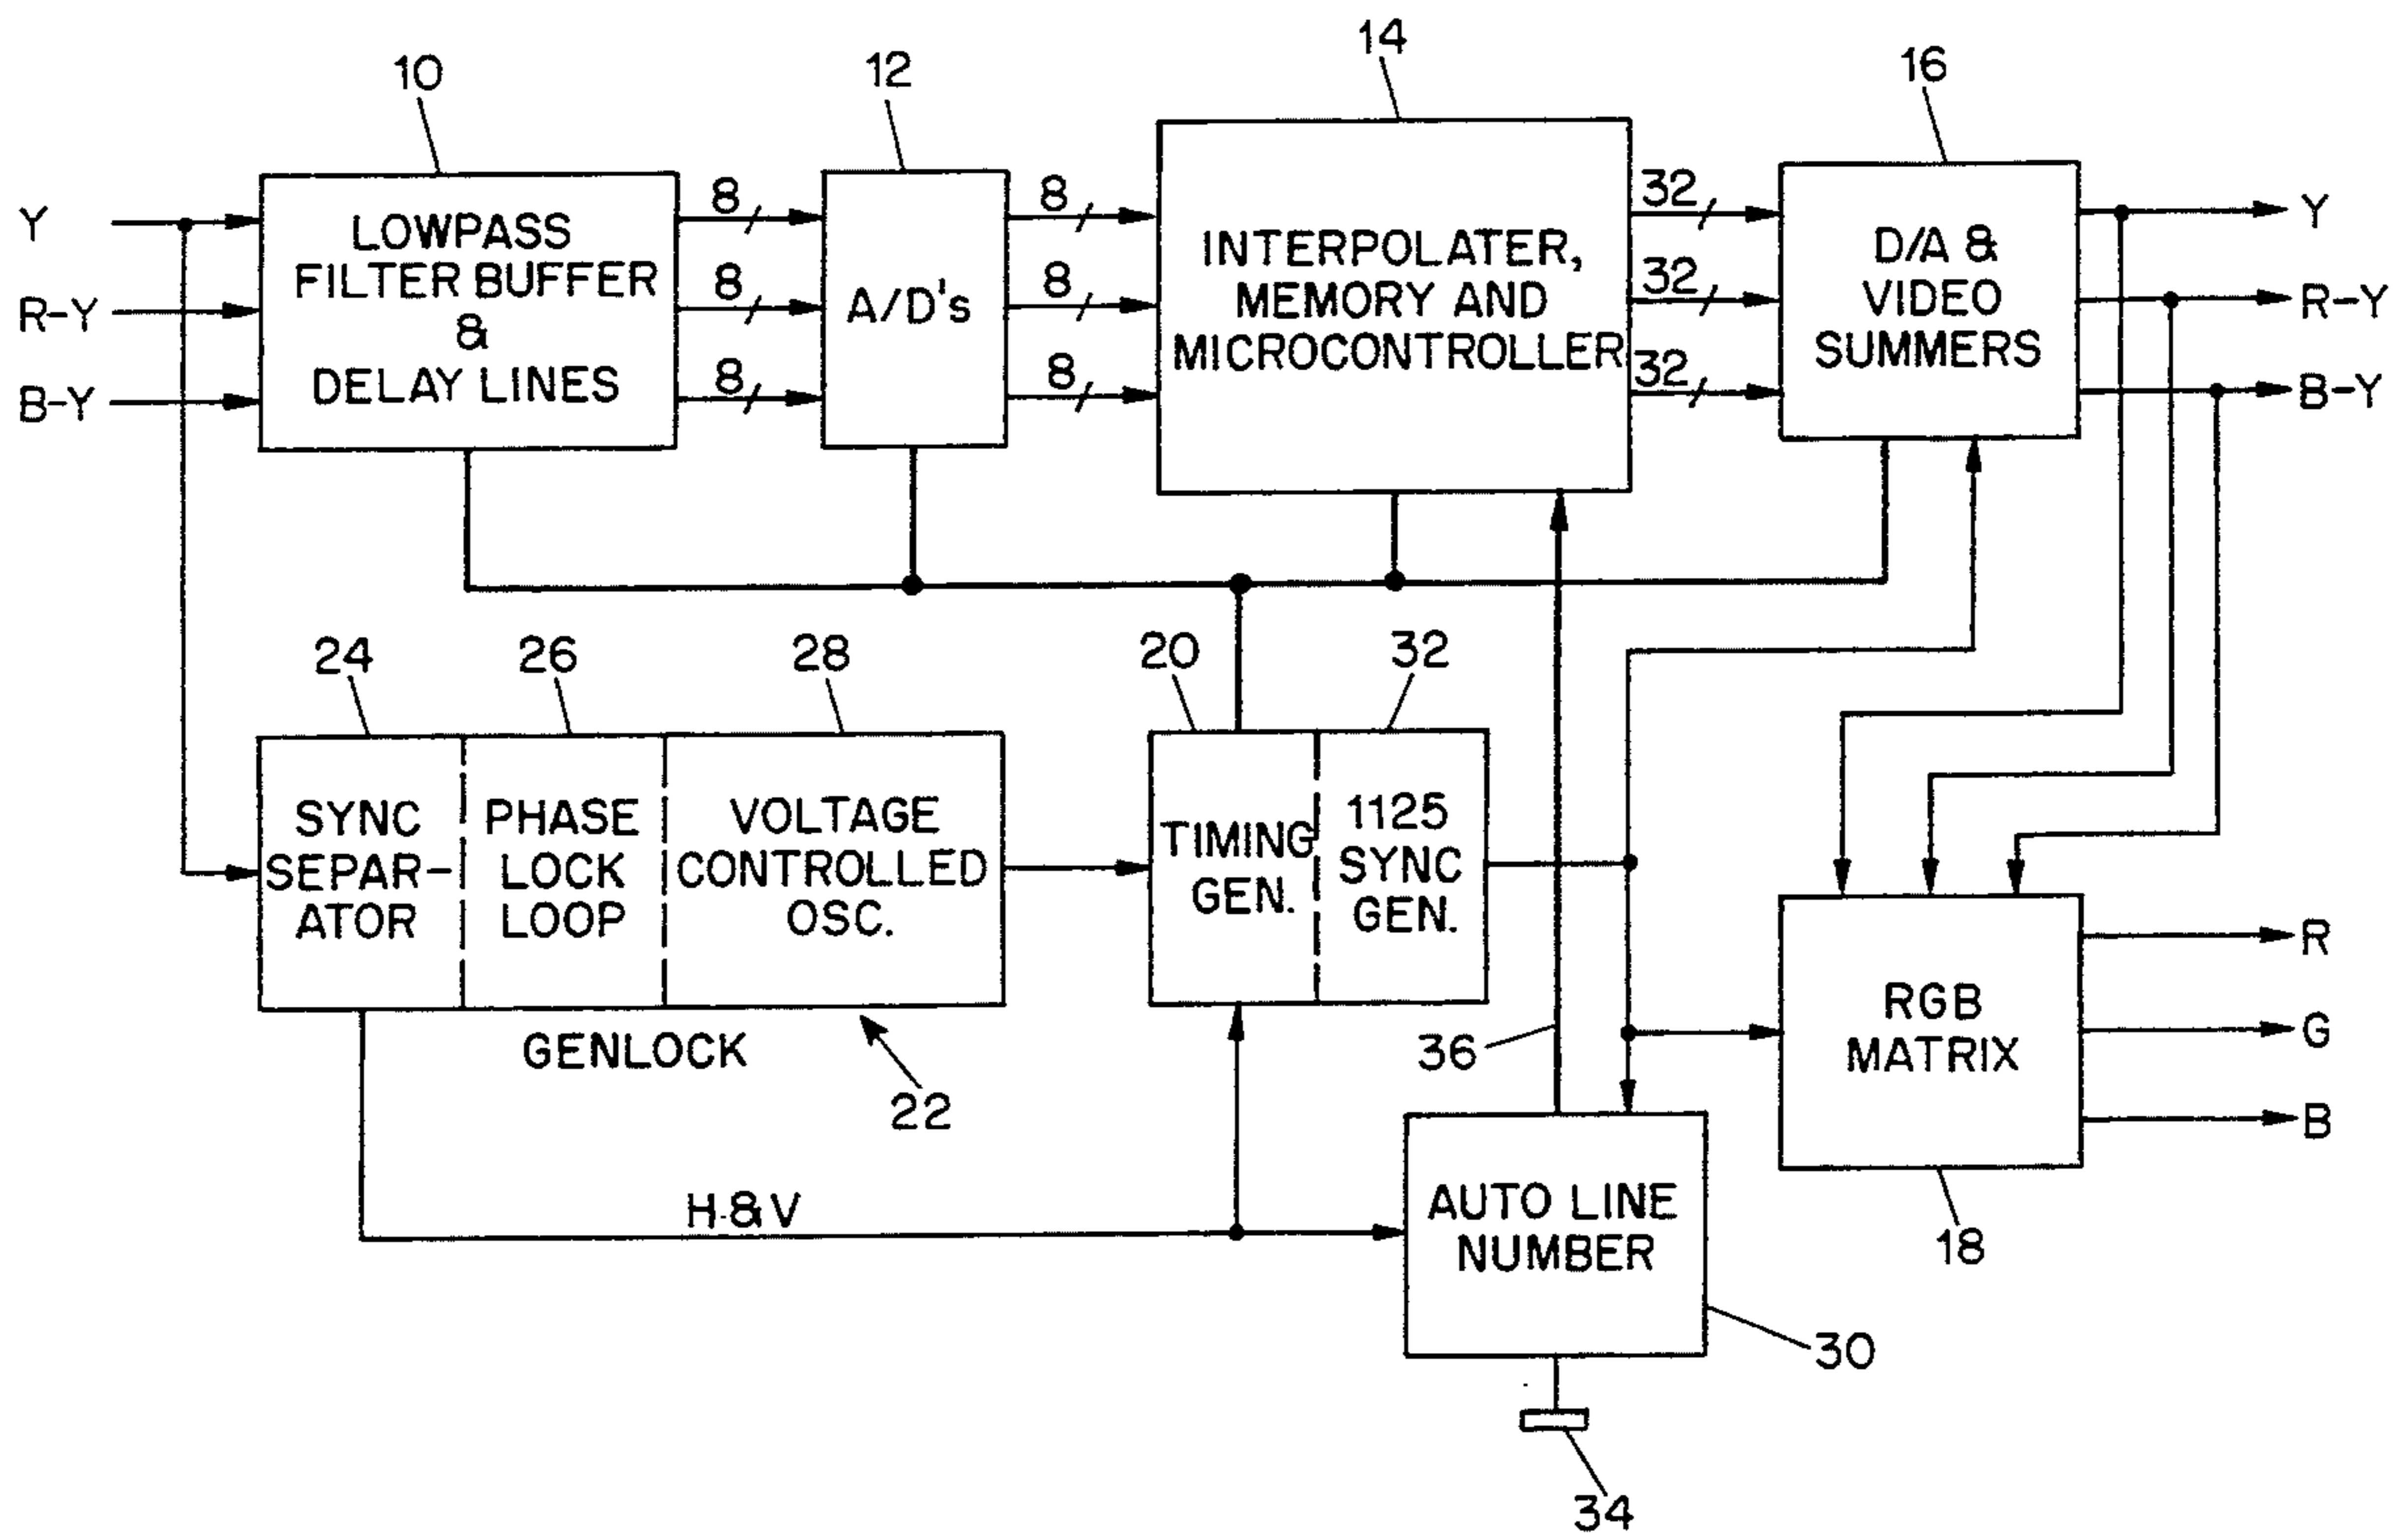 10
12
14
16
Y
R-Y
B-Y
LOWPASS
FILTER BUFFER
&
DELAY LINES
8
8
8
A/D's
8
8
8
INTERPOLATER,
MEMORY AND
MICROCONTROLLER
32
32
32
D/A &
VIDEO
SUMMERS
Y
R-Y
B-Y
24
26
28
20
32
SYNC
SEPAR-
ATOR
PHASE
LOCK
LOOP
VOLTAGE
CONTROLLED
OSC.
TIMING
GEN.
1125
SYNC
GEN.
GENLOCK
22
36
RGB
MATRIX
R
G
B
18
H & V
AUTO LINE
NUMBER
30
34